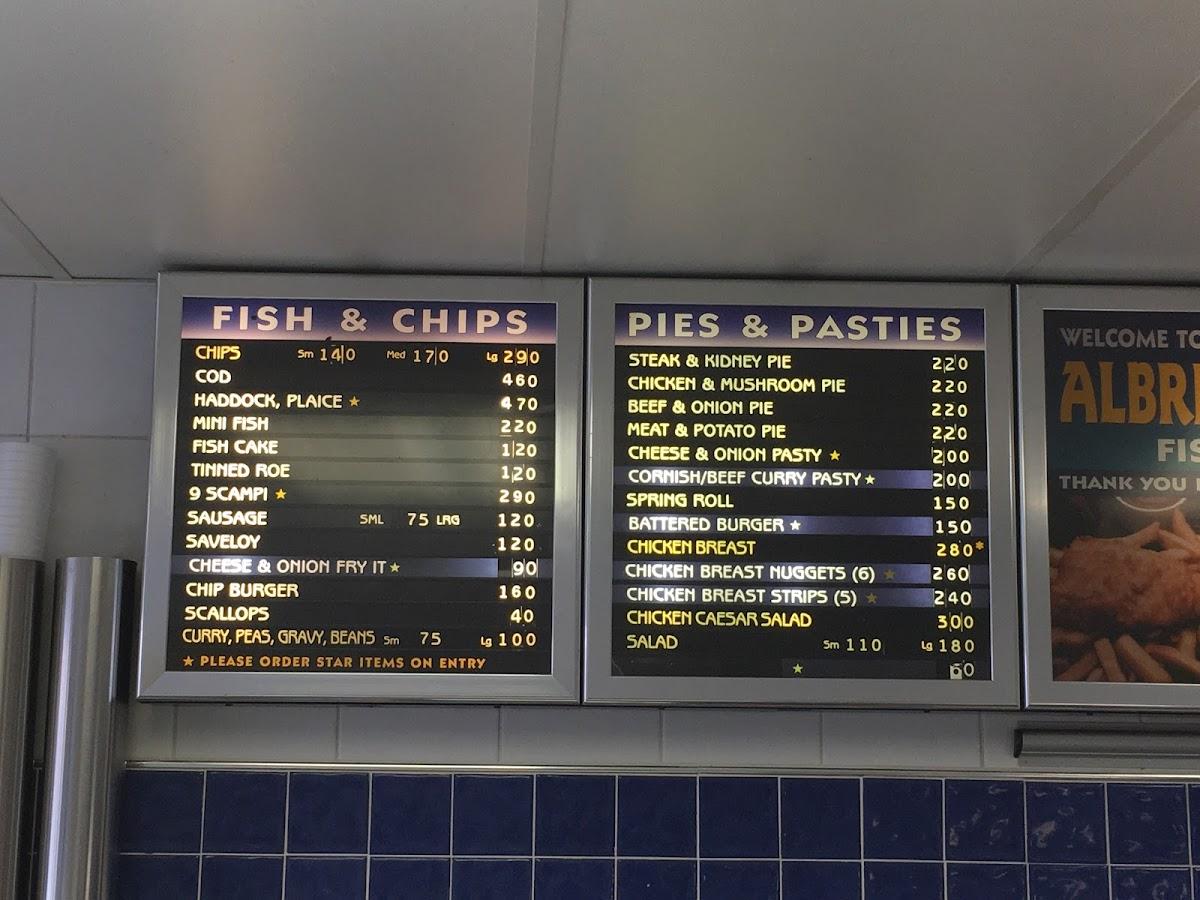 FISH & CHIPS
CHIPS Sm 140 Med 170 Lg 290
COD 460
HADDOCK, PLAICE ★ 470
MINI FISH 220
FISH CAKE 120
TINNED ROE 120
9 SCAMPI ★ 290
SAUSAGE SML 75 LRG 120
SAVELOY 120
CHEESE & ONION FRY IT ★ 90
CHIP BURGER 160
SCALLOPS 40
CURRY, PEAS, GRAVY, BEANS Sm 75 Lg 100
★ PLEASE ORDER STAR ITEMS ON ENTRY
PIES & PASTIES
STEAK & KIDNEY PIE 220
CHICKEN & MUSHROOM PIE 220
BEEF & ONION PIE 220
MEAT & POTATO PIE 220
CHEESE & ONION PASTY ★ 200
CORNISH/BEEF CURRY PASTY ★ 200
SPRING ROLL 150
BATTERED BURGER ★ 150
CHICKEN BREAST 280*
CHICKEN BREAST NUGGETS (6) ★ 260
CHICKEN BREAST STRIPS (5) ★ 240
CHICKEN CAESAR SALAD 300
SALAD Sm 110 Lg 180
★
WELCOME TO
ALBR
FIS
THANK YOU